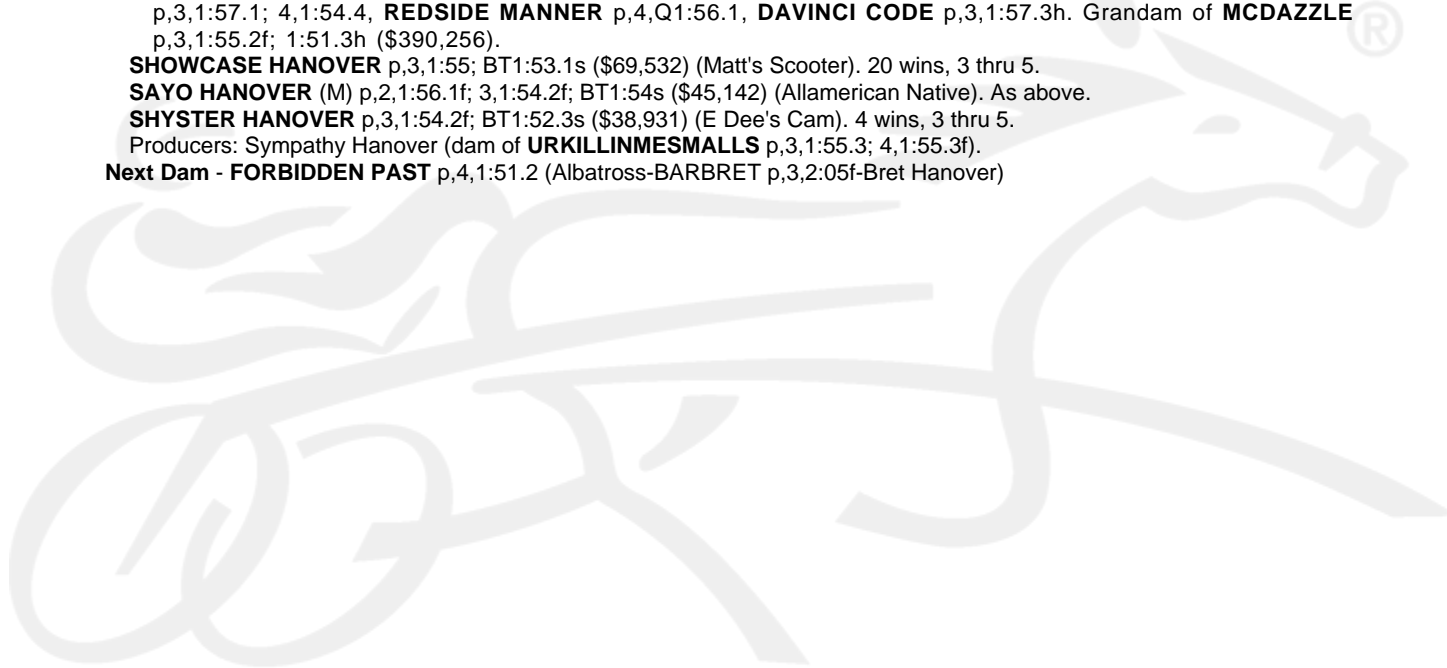 p,3,1:57.1; 4,1:54.4, REDSIDE MANNER p,4,Q1:56.1, DAVINCI CODE p,3,1:57.3h. Grandam of MCDAZZLE
p,3,1:55.2f; 1:51.3h ($390,256).
SHOWCASE HANOVER p,3,1:55; BT1:53.1s ($69,532) (Matt's Scooter). 20 wins, 3 thru 5.
SAYO HANOVER (M) p,2,1:56.1f; 3,1:54.2f; BT1:54s ($45,142) (Allamerican Native). As above.
SHYSTER HANOVER p,3,1:54.2f; BT1:52.3s ($38,931) (E Dee's Cam). 4 wins, 3 thru 5.
Producers: Sympathy Hanover (dam of URKILLINMESMALLS p,3,1:55.3; 4,1:55.3f).
Next Dam - FORBIDDEN PAST p,4,1:51.2 (Albatross-BARBRET p,3,2:05f-Bret Hanover)
®